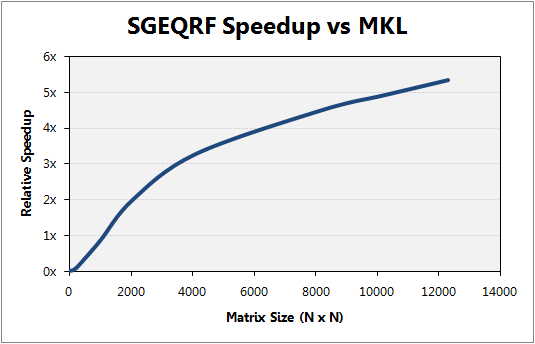 SGEQRF Speedup vs MKL
6x
5x
4x
3x
2x
1x
0x
Relative Speedup
0 2000 4000 6000 8000 10000 12000 14000
Matrix Size (N x N)